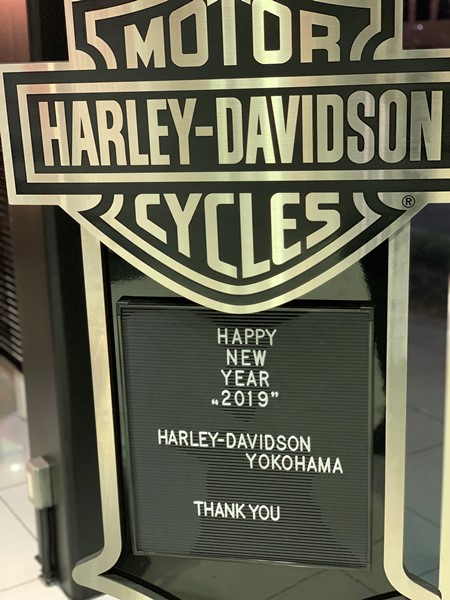 MOTOR
HARLEY-DAVIDSON
CYCLES ®
HAPPY
NEW
YEAR
„2019”
HARLEY-DAVIDSON
YOKOHAMA
THANK YOU